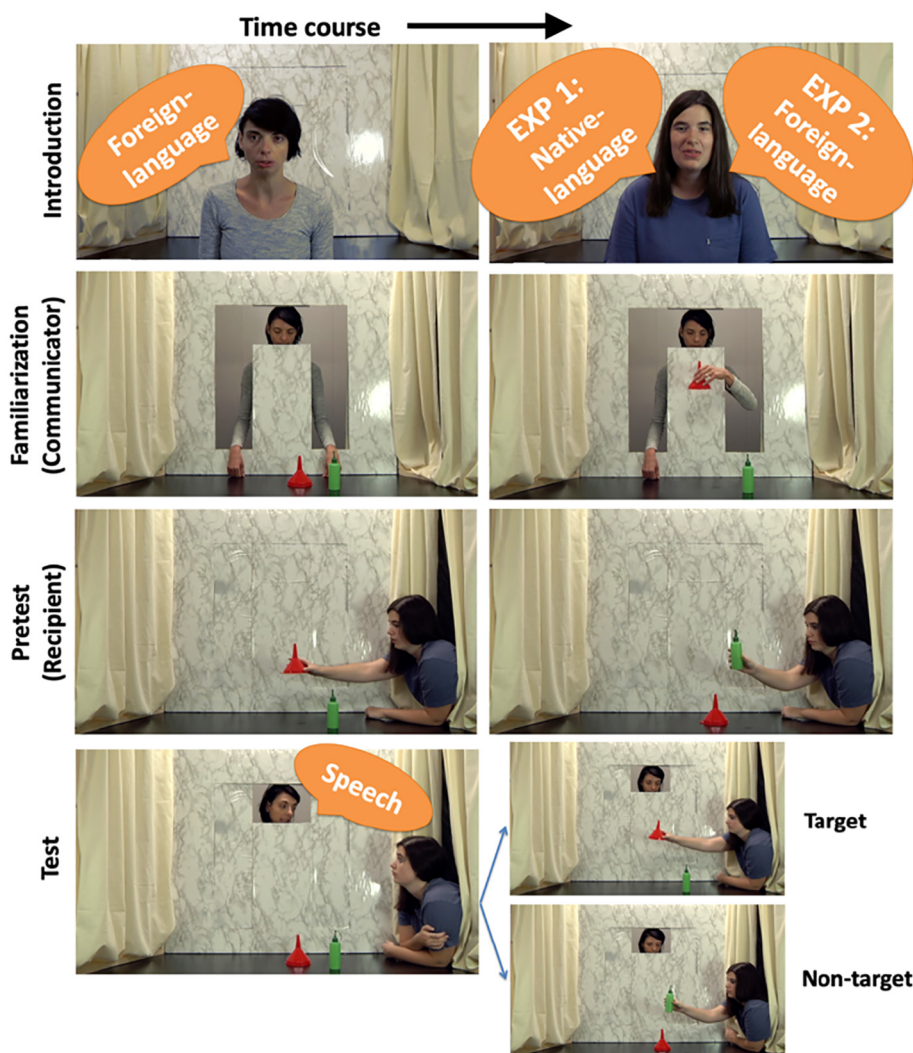 Time course
Introduction
Foreign-
language
EXP 1:
Native-
language
EXP 2:
Foreign-
language
Familiarization
(Communicator)
Pretest
(Recipient)
Test
Speech
Target
Non-target